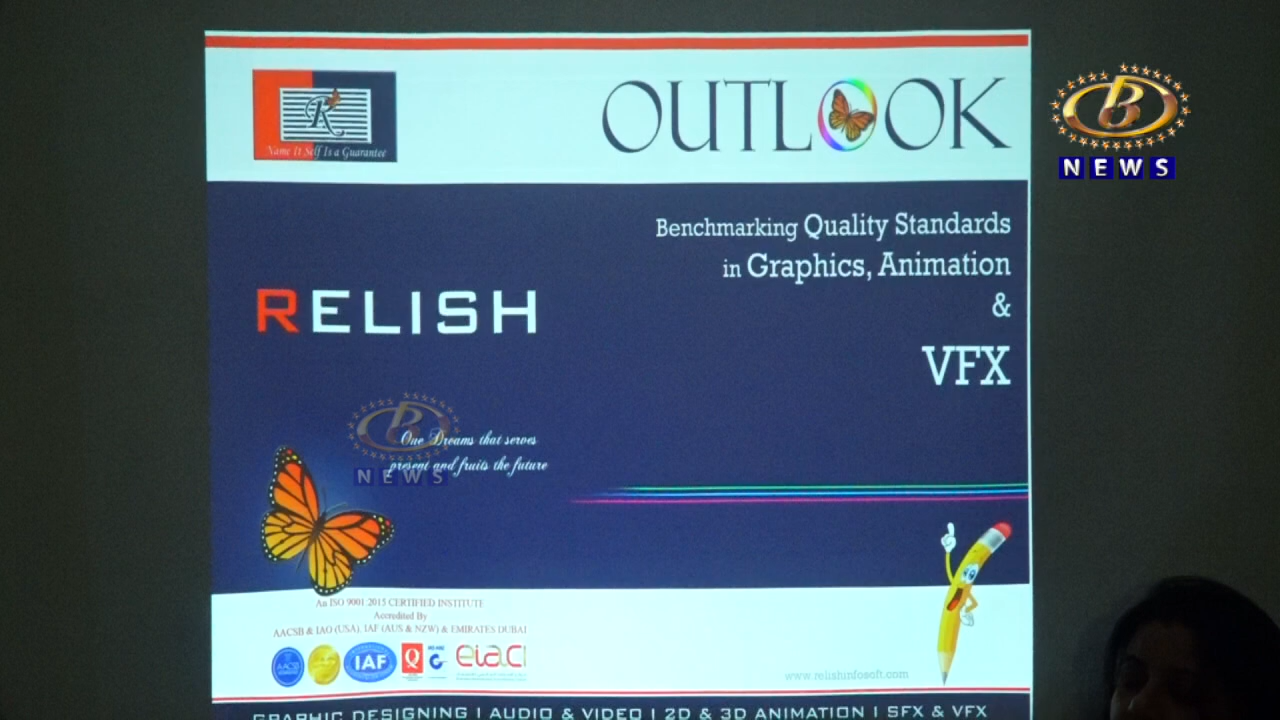 OUTLOOK
R
Name It Self Is a Guarantee
B
NEWS
Benchmarking Quality Standards
in Graphics, Animation
&
VFX
RELISH
Our Dreams that serves
present and fruits the future
B
NEWS
An ISO 9001 2015 CERTIFIED INSTITUTE
Accredited By
AACSB & IAO (USA), IAF (AUS & NZW) & EMIRATES DUBAI
AACSB
IAF
Q
eiaci
www.relishinfosoft.com
GRAPHIC DESIGNING | AUDIO & VIDEO | 2D & 3D ANIMATION | SFX & VFX